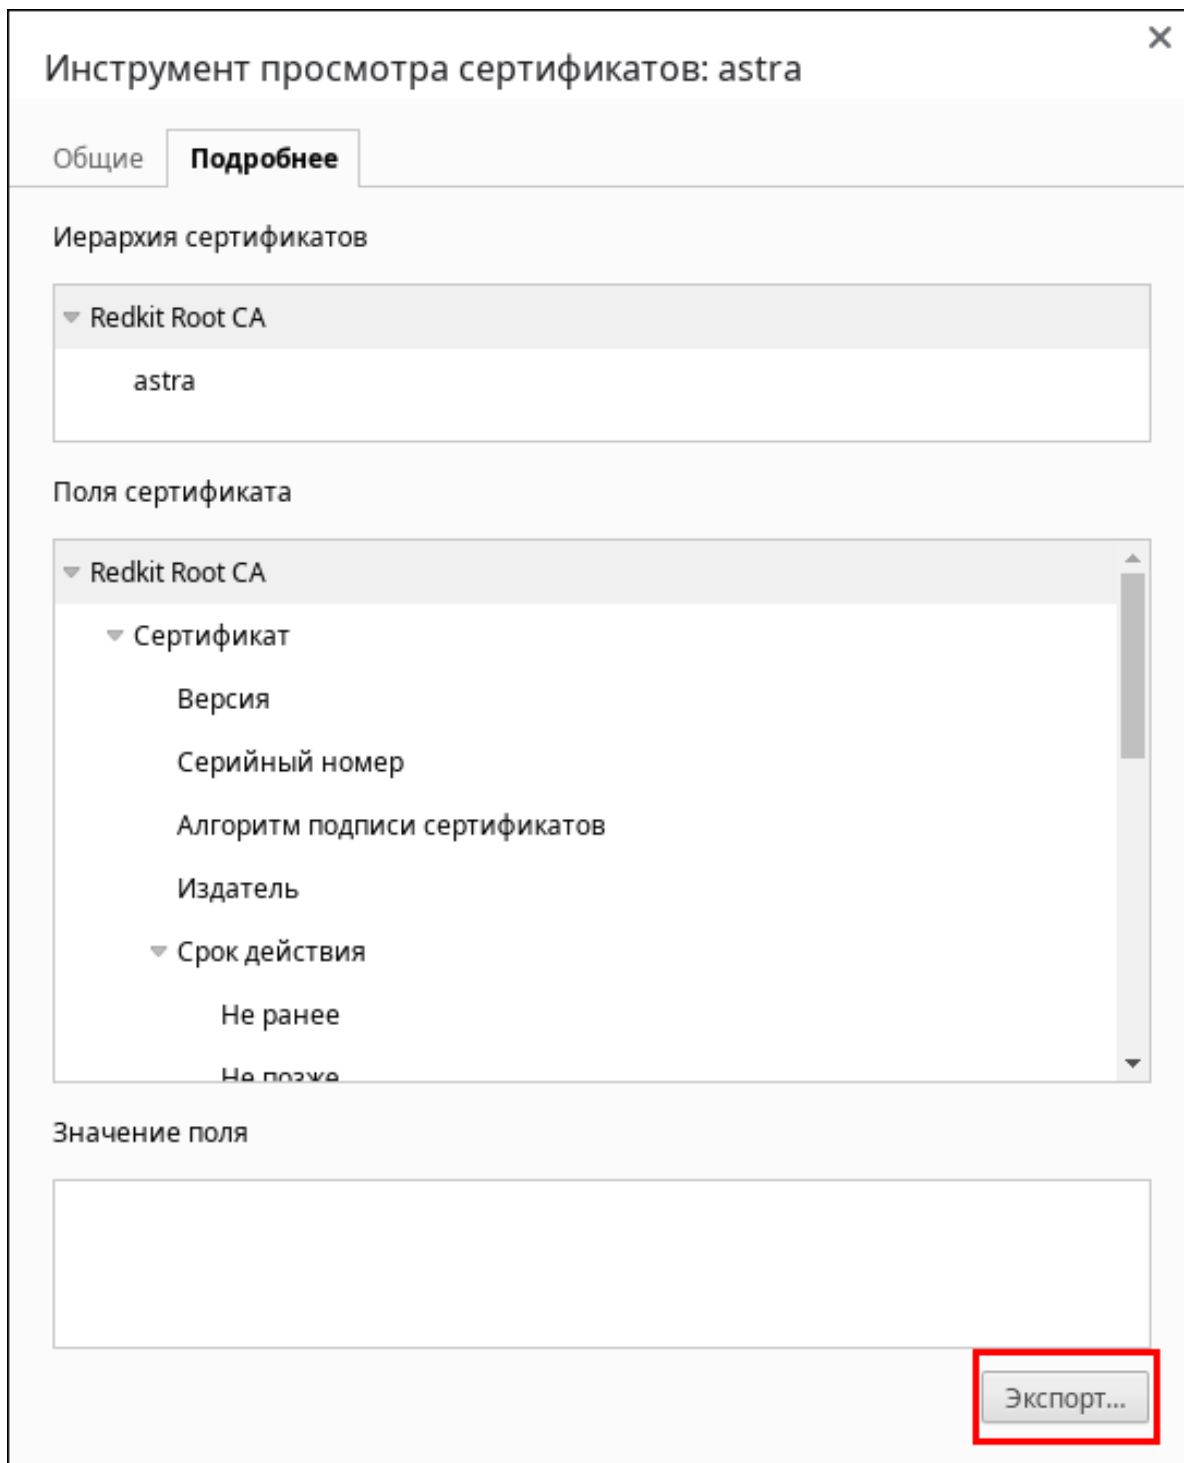 Инструмент просмотра сертификатов: astra
Общие
Подробнее
Иерархия сертификатов
Redkit Root CA
astra
Поля сертификата
Redkit Root CA
Сертификат
Версия
Серийный номер
Алгоритм подписи сертификатов
Издатель
Срок действия
Не ранее
Не позже
Значение поля
Экспорт...